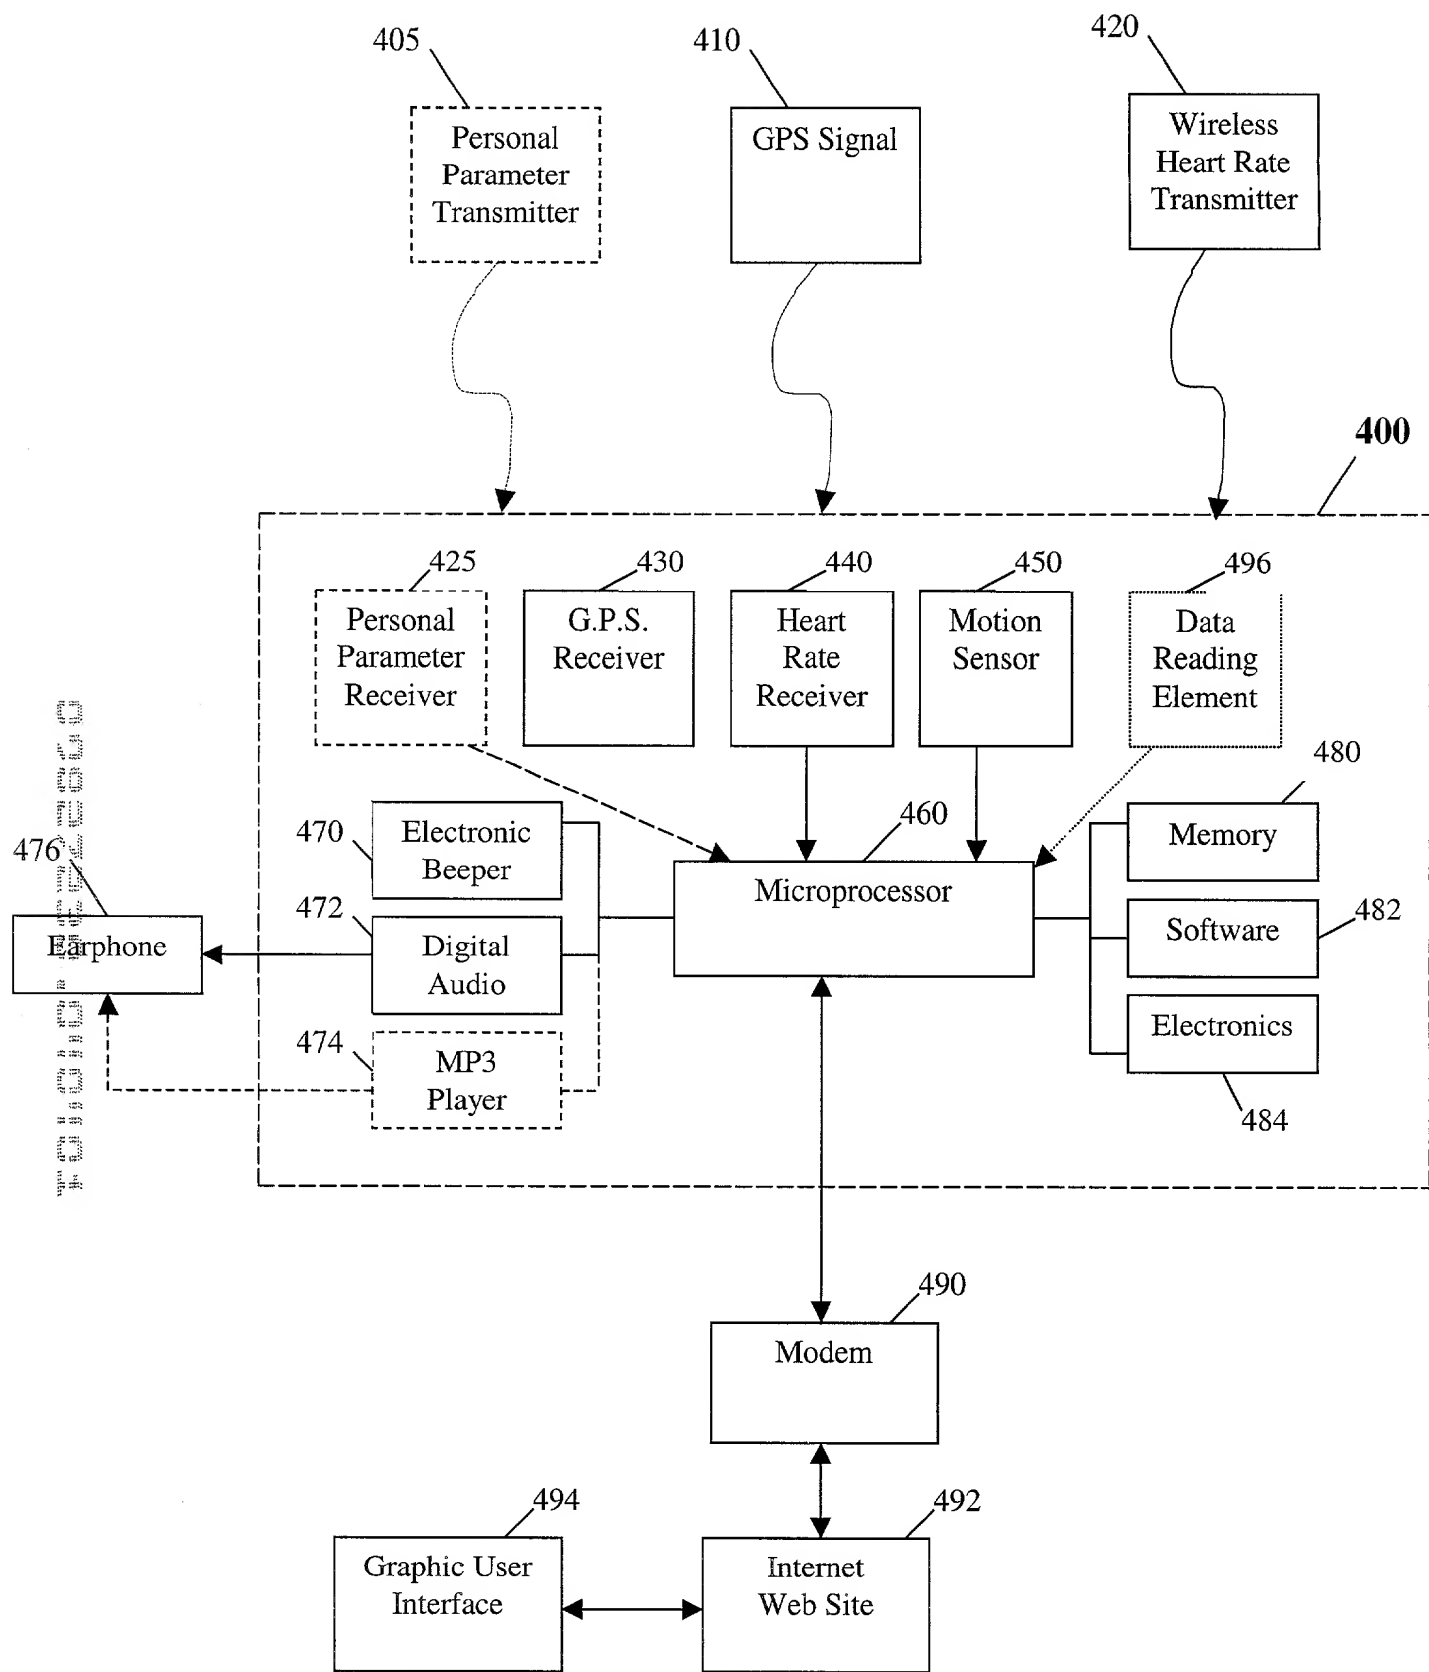 405
410
420
Personal
Parameter
Transmitter
GPS Signal
Wireless
Heart Rate
Transmitter
400
425
430
440
450
496
Personal
Parameter
Receiver
G.P.S.
Receiver
Heart
Rate
Receiver
Motion
Sensor
Data
Reading
Element
480
470
Electronic
Beeper
460
Memory
476
Microprocessor
472
482
Earphone
Digital
Audio
Software
474
MP3
Player
Electronics
484
490
Modem
494
492
Graphic User
Interface
Internet
Web Site